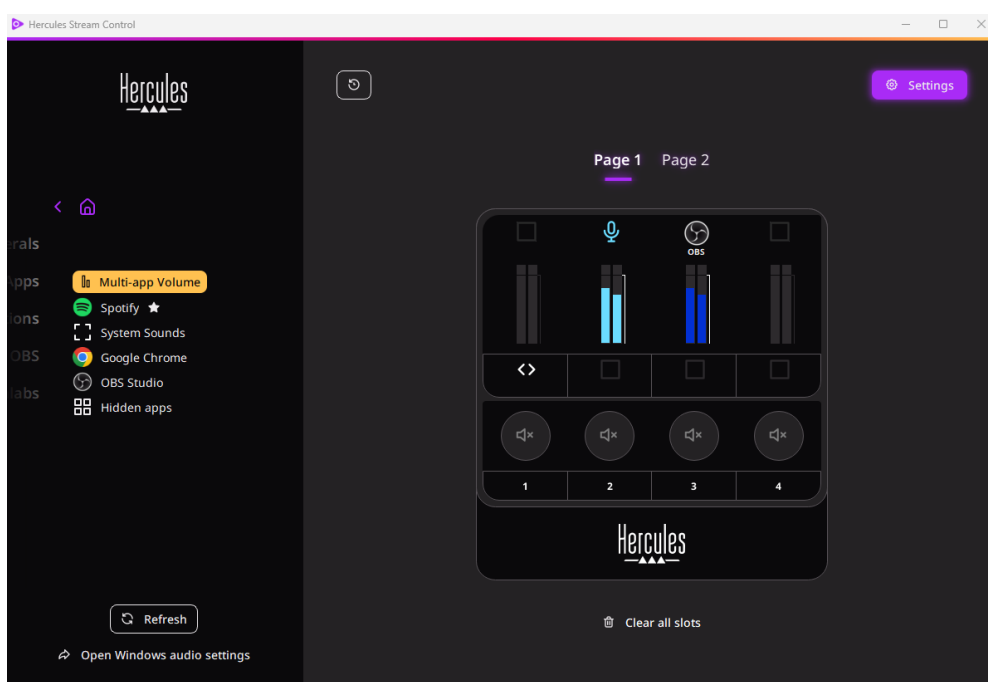 Hercules Stream Control
Hercules
Settings
Page 1 Page 2
erals
Apps
ions
OBS
labs
Multi-app Volume
Spotify
System Sounds
Google Chrome
OBS Studio
Hidden apps
OBS
1 2 3 4
Hercules
Refresh
Clear all slots
Open Windows audio settings